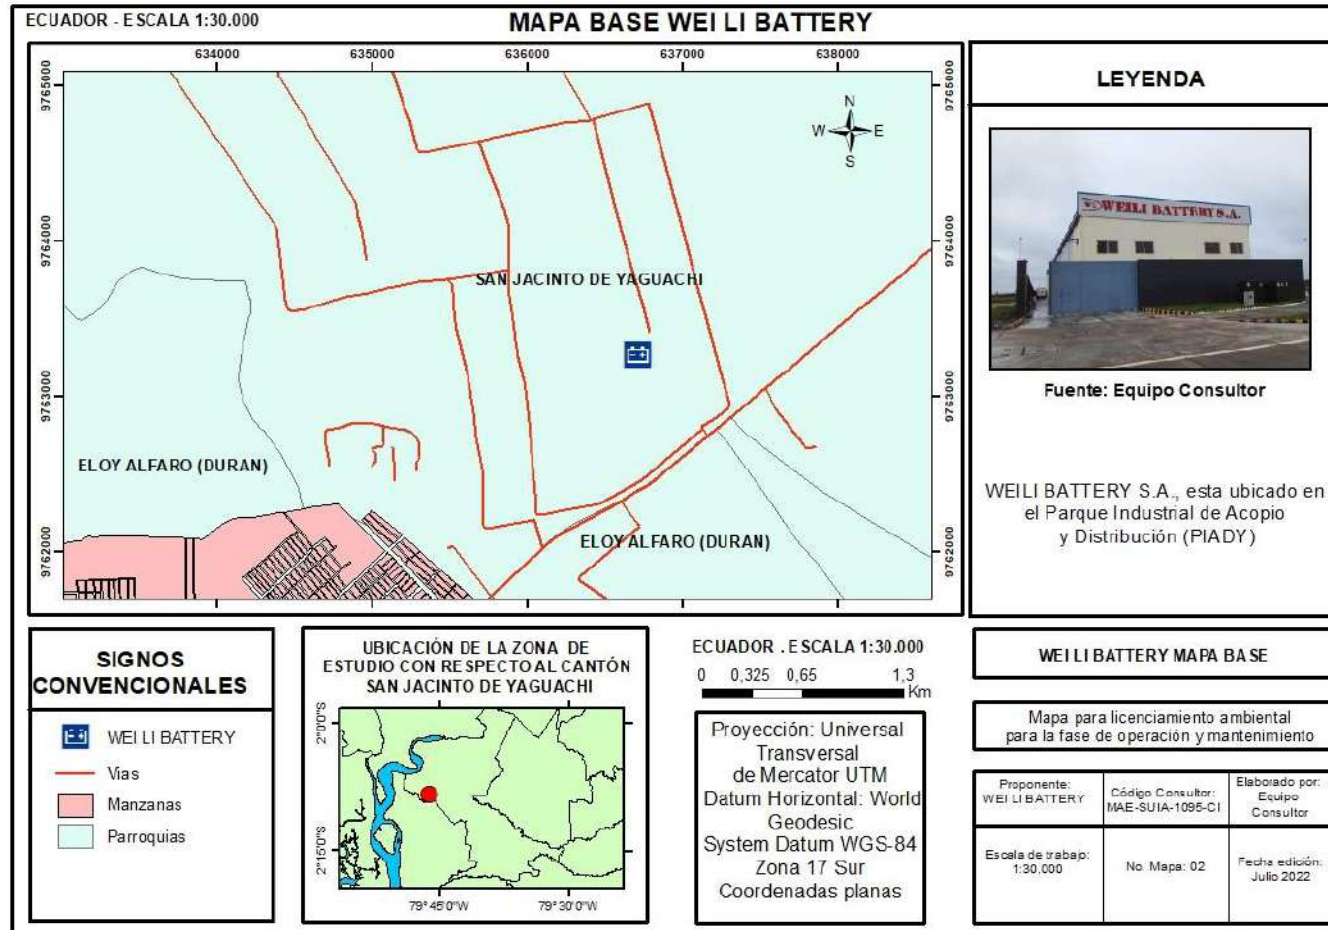 ECUADOR - ESCALA 1:30.000
MAPA BASE WEI LI BATTERY
634000 635000 636000 637000 638000
9765000 9765000
9764000 9764000
9763000 9763000
9762000 9762000
N
W E
S
SAN JACINTO DE YAGUACHI
ELOY ALFARO (DURAN)
ELOY ALFARO (DURAN)
LEYENDA
WEILI BATTERY S.A.
Fuente: Equipo Consultor
WEILI BATTERY S.A., esta ubicado en
el Parque Industrial de Acopio
y Distribución (PIADY)
SIGNOS
CONVENCIONALES
WEI LI BATTERY
Vias
Manzanas
Parroquias
UBICACIÓN DE LA ZONA DE
ESTUDIO CON RESPECTO AL CANTÓN
SAN JACINTO DE YAGUACHI
2°0'0"S
2°15'0"S
79°45'0"W 79°30'0"W
ECUADOR . ESCALA 1:30.000
0 0,325 0,65 1,3
Km
Proyección: Universal
Transversal
de Mercator UTM
Datum Horizontal: World
Geodesic
System Datum WGS-84
Zona 17 Sur
Coordenadas planas
WEI LI BATTERY MAPA BASE
Mapa para licenciamiento ambiental
para la fase de operación y mantenimiento
Proponente:
WEI LI BATTERY
Código Consultor:
MAE-SUIA-1095-CI
Elaborado por:
Equipo
Consultor
Escala de trabajo:
1:30,000
No. Mapa: 02
Fecha edición:
Julio 2022